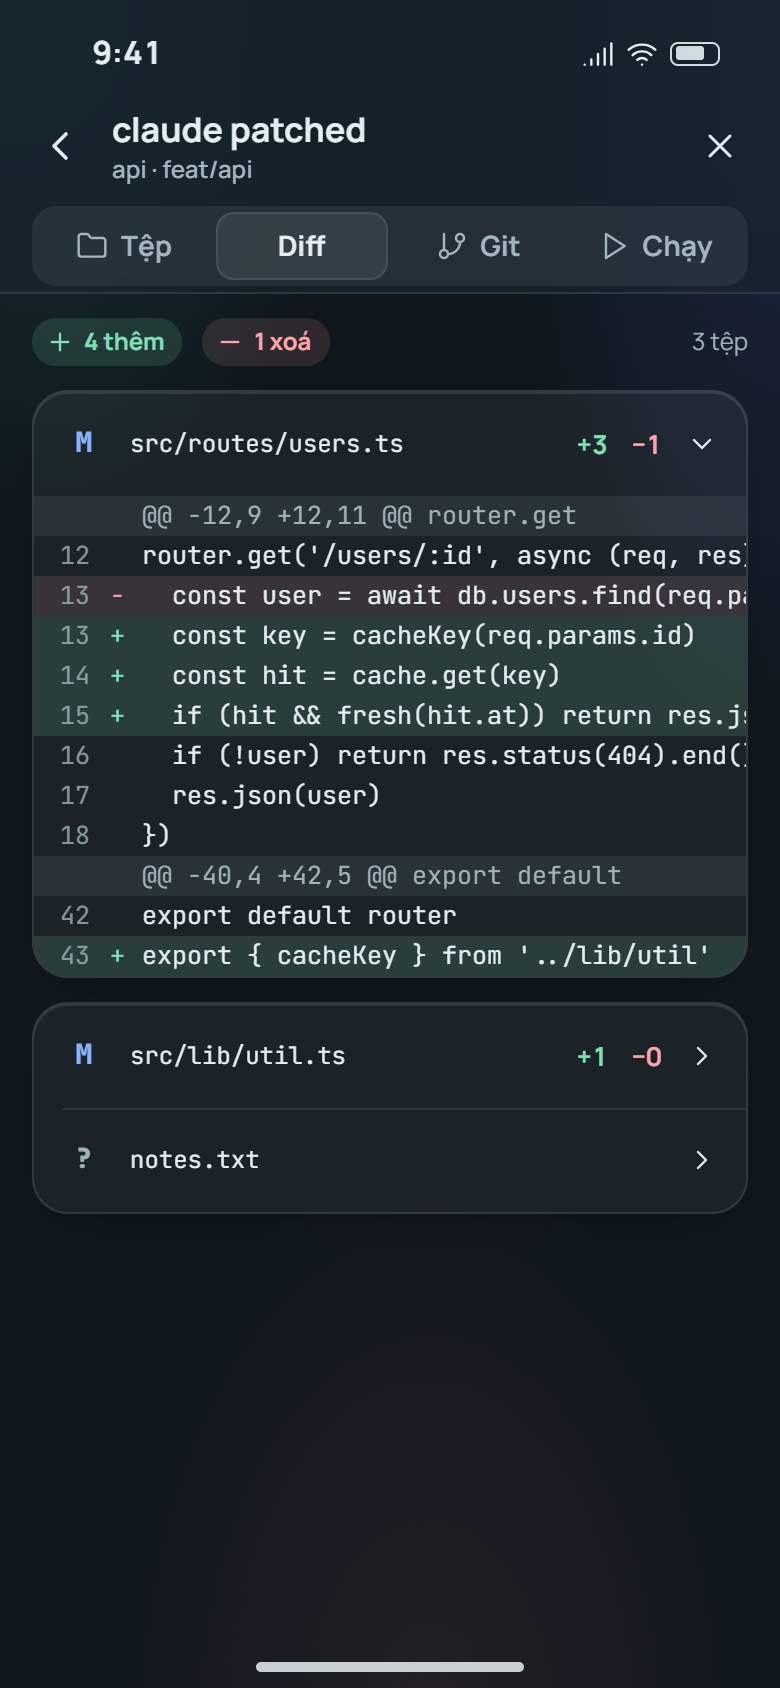 9:41
claude patched
api · feat/api
Tệp Diff Git Chạy
+ 4 thêm − 1 xoá 3 tệp
M src/routes/users.ts +3 −1
@@ -12,9 +12,11 @@ router.get
12 router.get('/users/:id', async (req, res)
13 - const user = await db.users.find(req.pa
13 + const key = cacheKey(req.params.id)
14 + const hit = cache.get(key)
15 + if (hit && fresh(hit.at)) return res.js
16 if (!user) return res.status(404).end()
17 res.json(user)
18 })
@@ -40,4 +42,5 @@ export default
42 export default router
43 + export { cacheKey } from '../lib/util'
M src/lib/util.ts +1 −0
? notes.txt